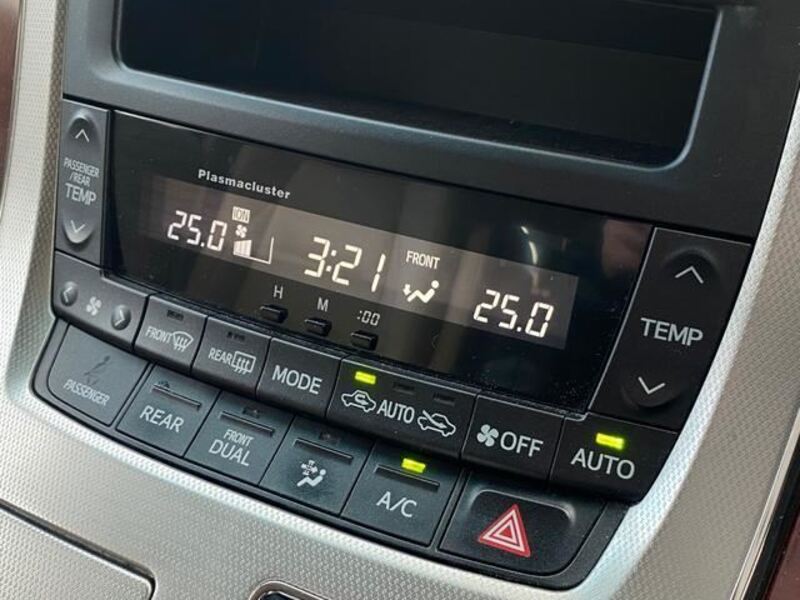 Plasmacluster
PASSENGER
/REAR
TEMP
25.0
ION
3:21
FRONT
25.0
TEMP
H
M
:00
FRONT
REAR
MODE
AUTO
OFF
AUTO
PASSENGER
REAR
FRONT
DUAL
A/C